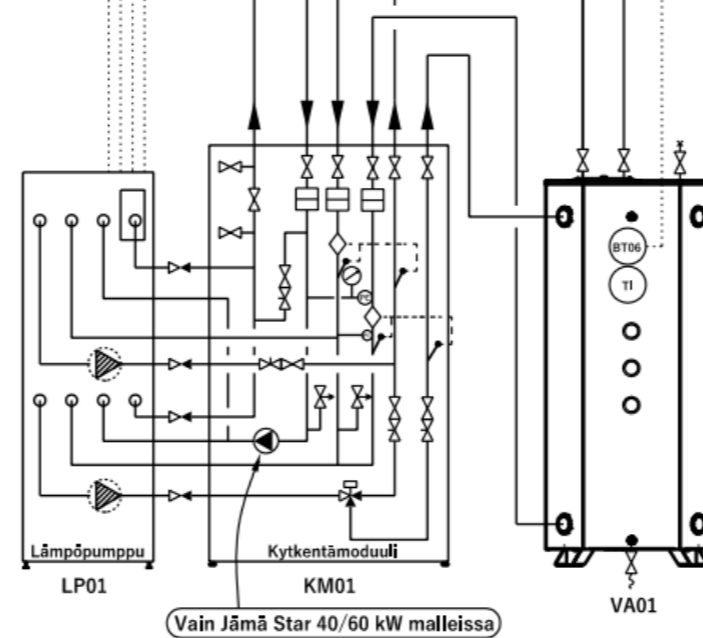 BT06
TI
Lämpöpumppu
Kytkentämoduuli
LP01
KM01
VA01
Vain Jämä Star 40/60 kW malleissa